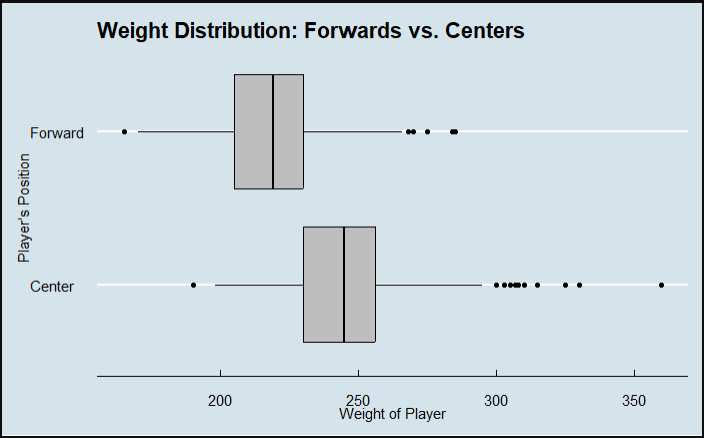 Weight Distribution: Forwards vs. Centers
Player's Position
Forward
Center
200 250 300 350
Weight of Player